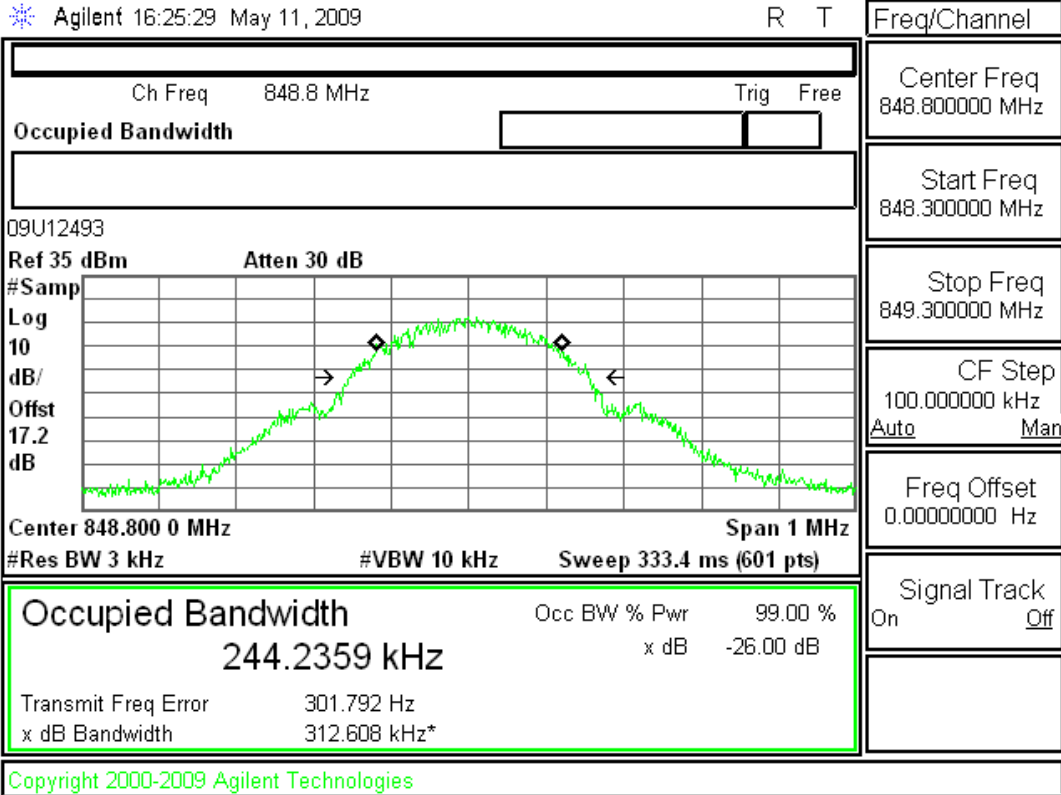 Agilent 16:25:29 May 11, 2009 R T
Ch Freq 848.8 MHz Trig Free
Occupied Bandwidth
09U12493
Ref 35 dBm Atten 30 dB
#Samp
Log
10
dB/
Offst
17.2
dB
Center 848.800 0 MHz Span 1 MHz
#Res BW 3 kHz #VBW 10 kHz Sweep 333.4 ms (601 pts)
Occupied Bandwidth Occ BW % Pwr 99.00 %
244.2359 kHz x dB -26.00 dB
Transmit Freq Error 301.792 Hz
x dB Bandwidth 312.608 kHz*
Copyright 2000-2009 Agilent Technologies
Freq/Channel
Center Freq
848.800000 MHz
Start Freq
848.300000 MHz
Stop Freq
849.300000 MHz
CF Step
100.000000 kHz
Auto Man
Freq Offset
0.00000000 Hz
Signal Track
On Off